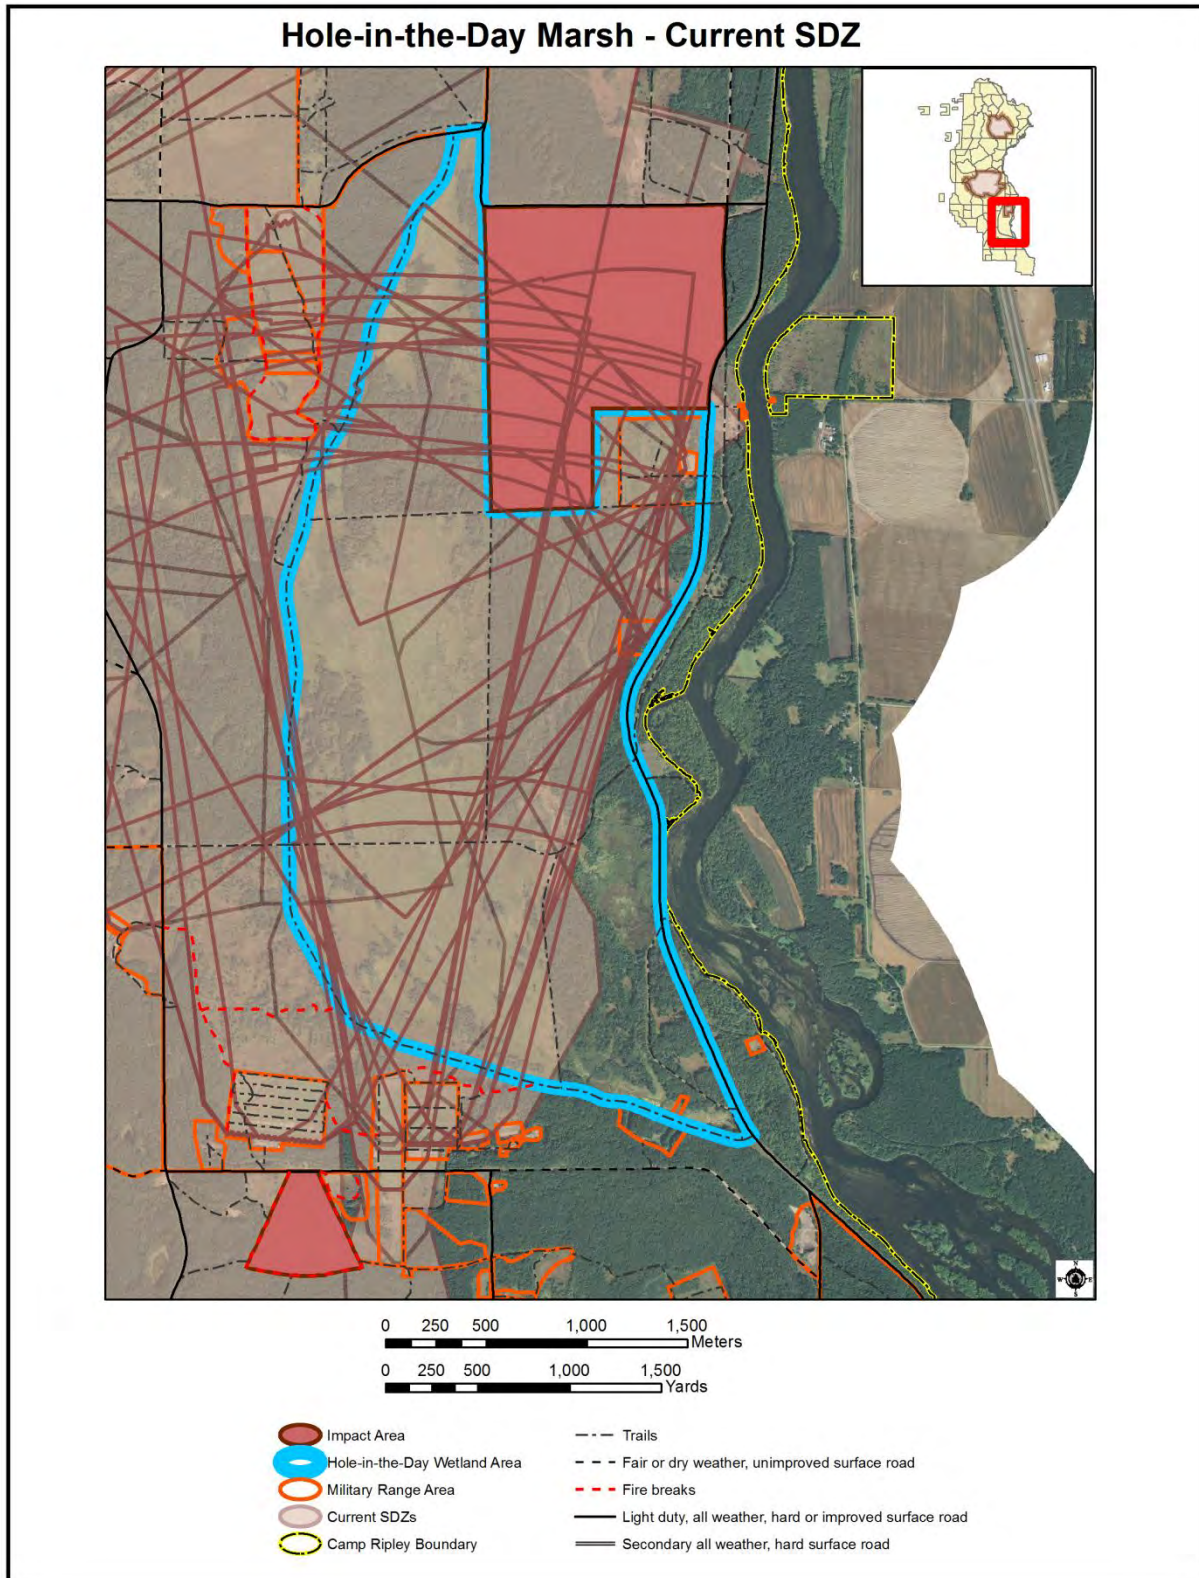 Hole-in-the-Day Marsh - Current SDZ
N
W E
S
0 250 500 1,000 1,500
Meters
0 250 500 1,000 1,500
Yards
Impact Area
Hole-in-the-Day Wetland Area
Military Range Area
Current SDZs
Camp Ripley Boundary
Trails
Fair or dry weather, unimproved surface road
Fire breaks
Light duty, all weather, hard or improved surface road
Secondary all weather, hard surface road